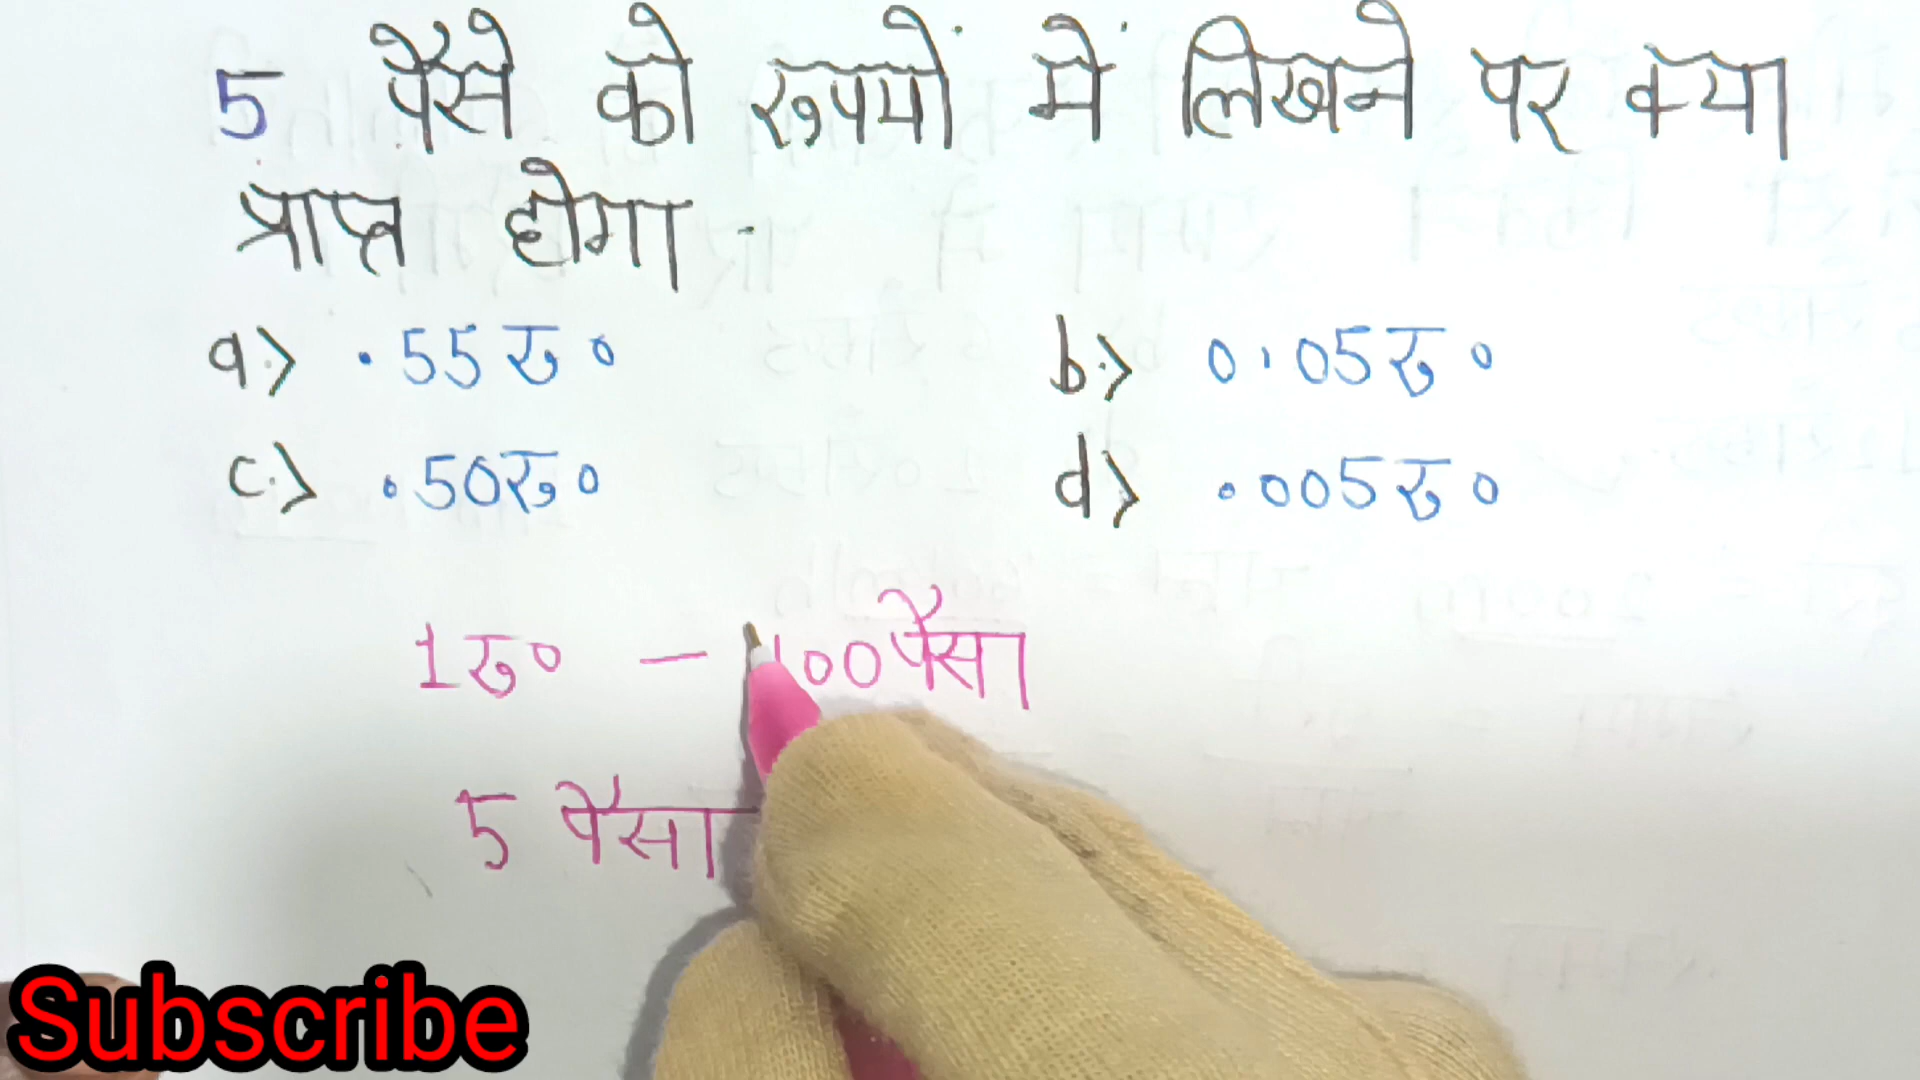 5 पैसे को रूपयों में लिखने पर क्या
प्राप्त होगा -
a.) .55 रु०
b.) 0.05 रु०
c.) .50 रु०
d) .005 रु०
1 रु० — 100 पैसा
5 पैसा
Subscribe